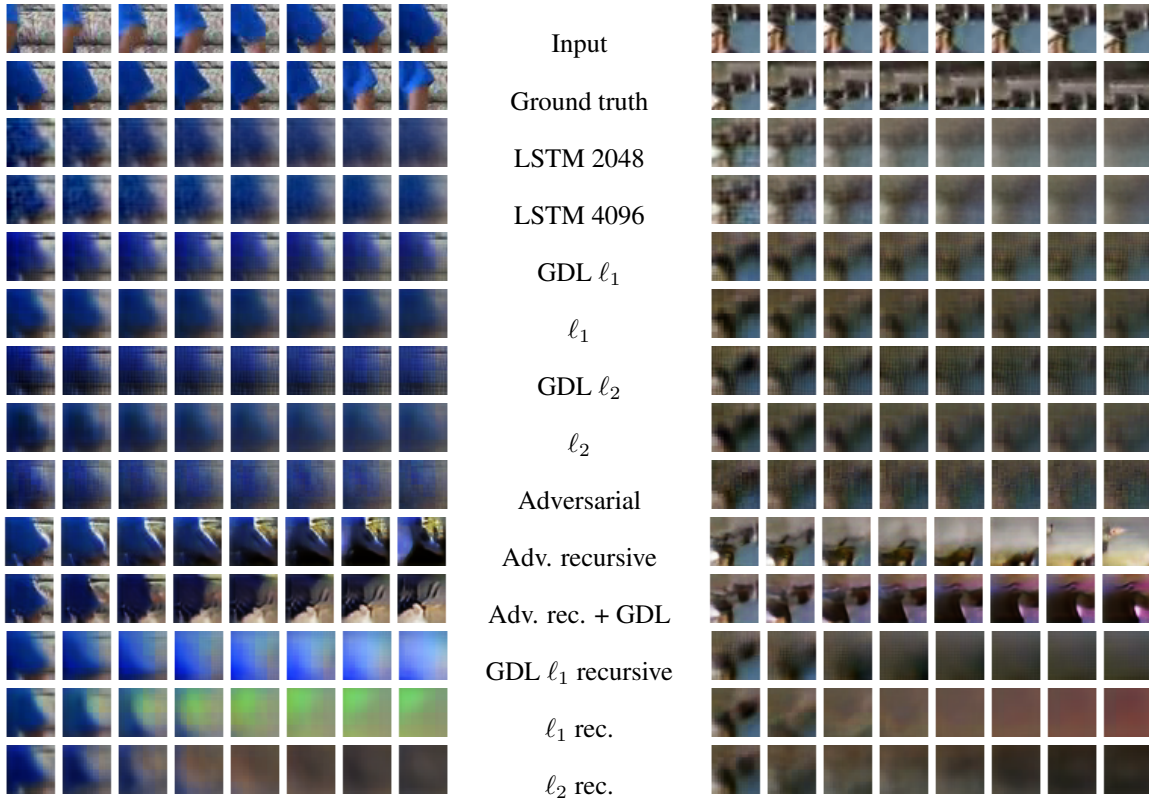 Input
Ground truth
LSTM 2048
LSTM 4096
GDL ℓ₁
ℓ₁
GDL ℓ₂
ℓ₂
Adversarial
Adv. recursive
Adv. rec. + GDL
GDL ℓ₁ recursive
ℓ₁ rec.
ℓ₂ rec.